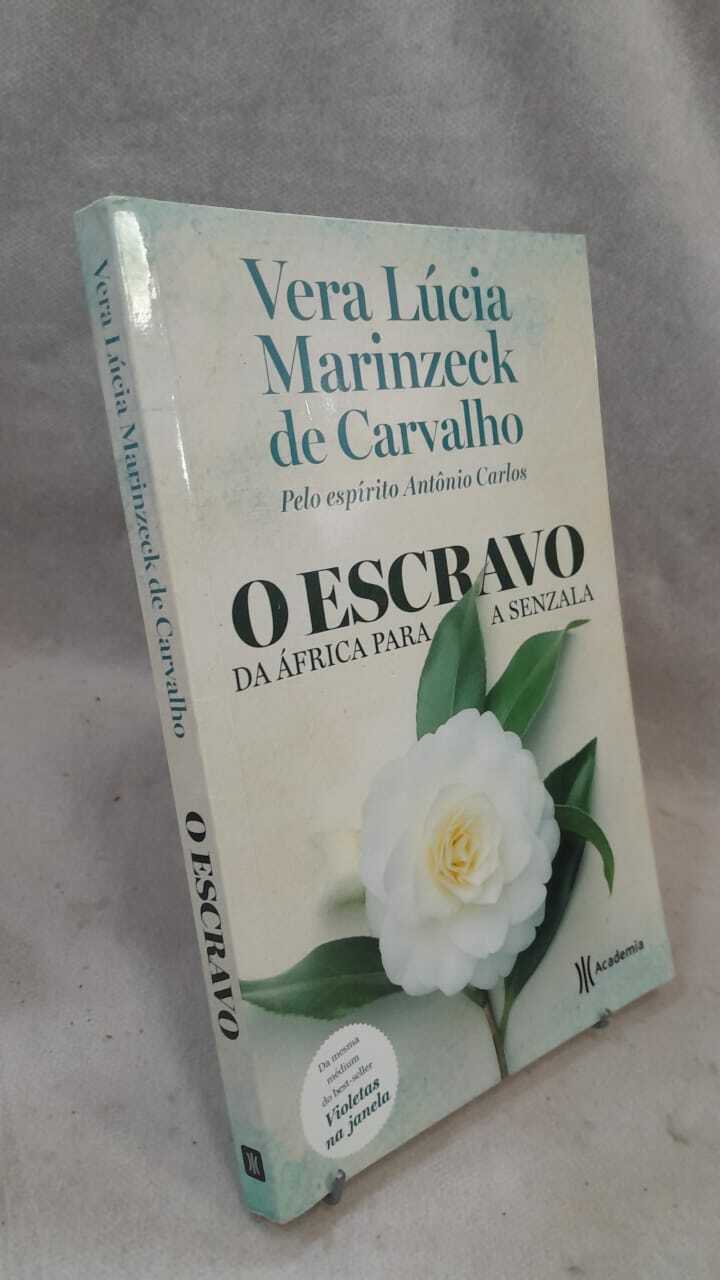 Vera Lúcia Marinzeck de Carvalho
O ESCRAVO
Vera Lúcia
Marinzeck
de Carvalho
Pelo espírito Antônio Carlos
O ESCRAVO
DA ÁFRICA PARA A SENZALA
Academia
Da mesma
médium
do best-seller
Violetas
na janela